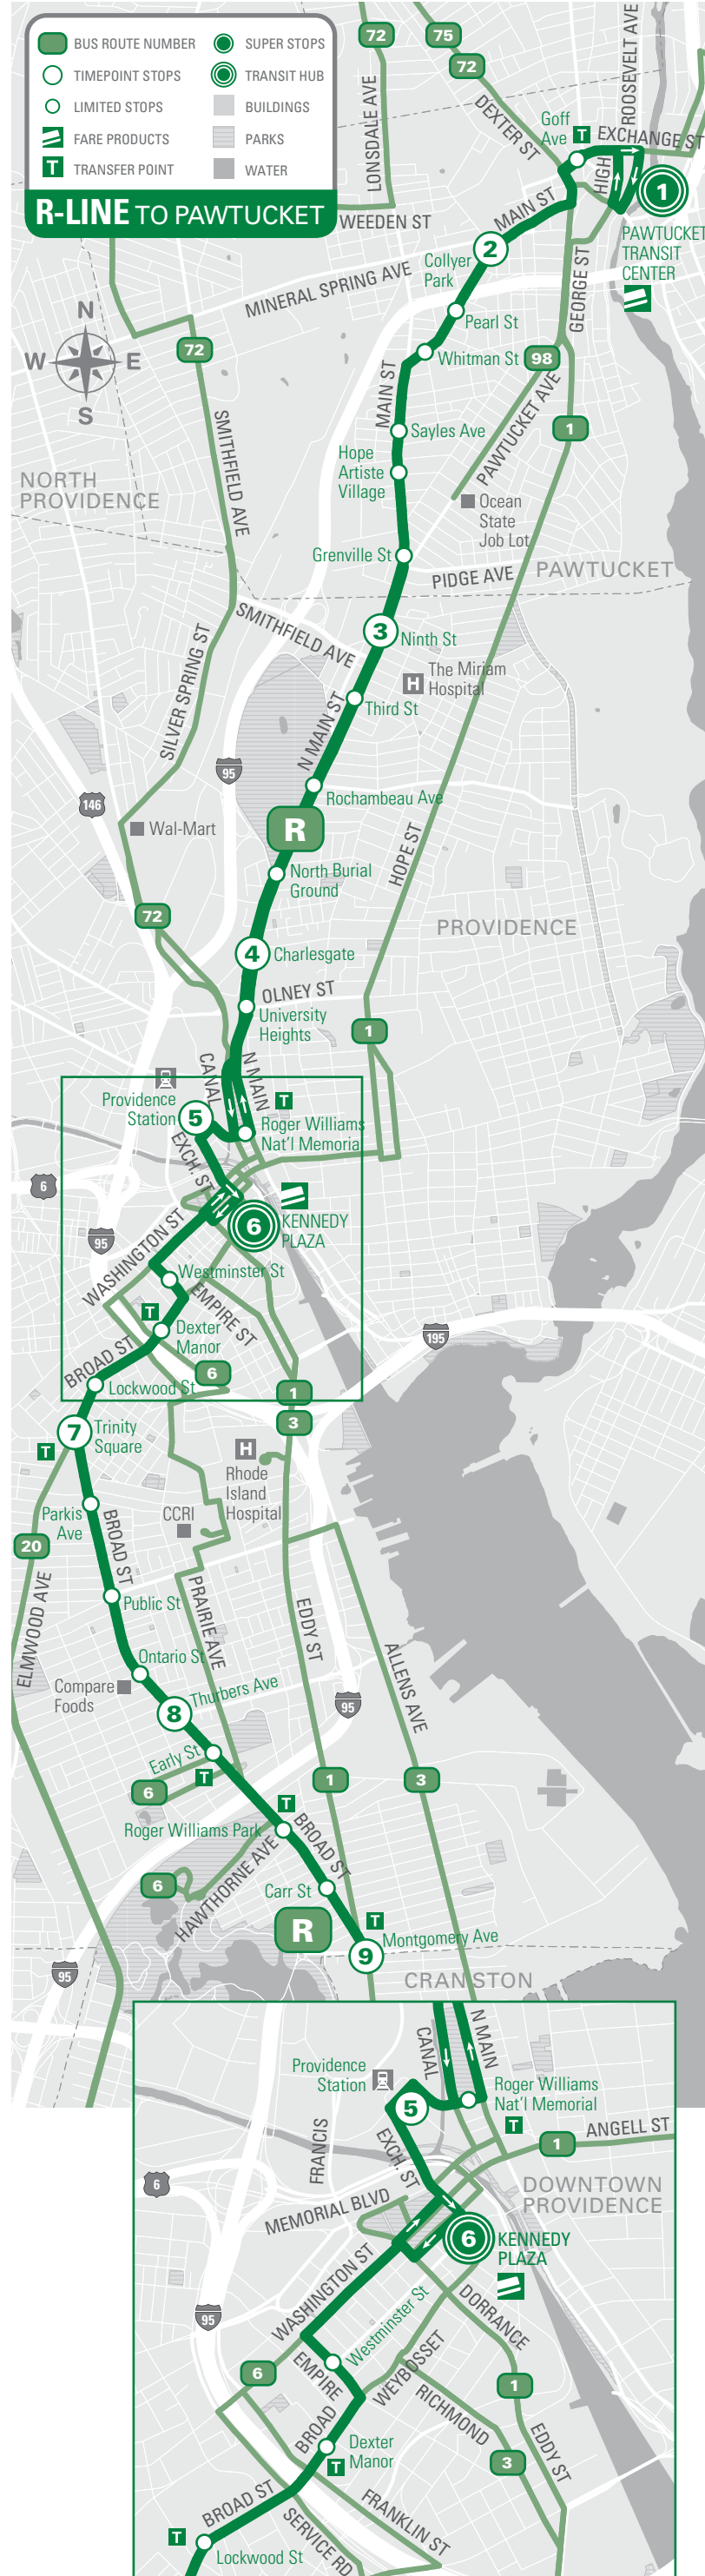 BUS ROUTE NUMBER
TIMEPOINT STOPS
LIMITED STOPS
FARE PRODUCTS
T TRANSFER POINT
SUPER STOPS
TRANSIT HUB
BUILDINGS
PARKS
WATER
R-LINE TO PAWTUCKET
72
75
72
LONSDALE AVE
DEXTER ST
ROOSEVELT AVE
Goff
Ave
T
EXCHANGE ST
HIGH
1
PAWTUCKET
TRANSIT
CENTER
WEEDEN ST
MAIN ST
2
Collyer
Park
GEORGE ST
MINERAL SPRING AVE
N
W
E
S
Pearl St
72
Whitman St
98
MAIN ST
PAWTUCKET AVE
1
SMITHFIELD AVE
Sayles Ave
Hope
Artiste
Village
NORTH
PROVIDENCE
Ocean
State
Job Lot
Grenville St
PIDGE AVE
PAWTUCKET
SMITHFIELD AVE
3
Ninth St
SILVER SPRING ST
H
The Miriam
Hospital
Third St
N MAIN ST
95
146
Rochambeau Ave
Wal-Mart
R
HOPE ST
North Burial
Ground
72
PROVIDENCE
4
Charlesgate
OLNEY ST
University
Heights
1
CANAL
N MAIN
Providence
Station
5
T
Roger Williams
Nat'l Memorial
EXCH. ST
6
95
6
KENNEDY
PLAZA
WASHINGTON ST
Westminster St
EMPIRE ST
T
Dexter
Manor
195
BROAD ST
6
Lockwood St
1
3
7
Trinity
Square
T
H
Rhode
Island
Hospital
Parkis
Ave
CCRI
BROAD ST
20
Public St
PRAIRIE AVE
EDDY ST
ELMWOOD AVE
ALLENS AVE
Ontario St
Compare
Foods
8
Thurbers Ave
95
Early St
T
6
1
3
T
Roger Williams Park
BROAD ST
HAWTHORNE AVE
6
Carr St
R
T
Montgomery Ave
9
95
CRANSTON
CANAL
N MAIN
Providence
Station
5
Roger Williams
Nat'l Memorial
T
ANGELL ST
1
FRANCIS
EXCH. ST
6
DOWNTOWN
PROVIDENCE
MEMORIAL BLVD
6
KENNEDY
PLAZA
WASHINGTON ST
95
Westminster St
DORRANCE
WEYBOSSET
6
EMPIRE
1
RICHMOND
BROAD
Dexter
Manor
T
3
EDDY ST
BROAD ST
FRANKLIN ST
SERVICE RD
T
Lockwood St